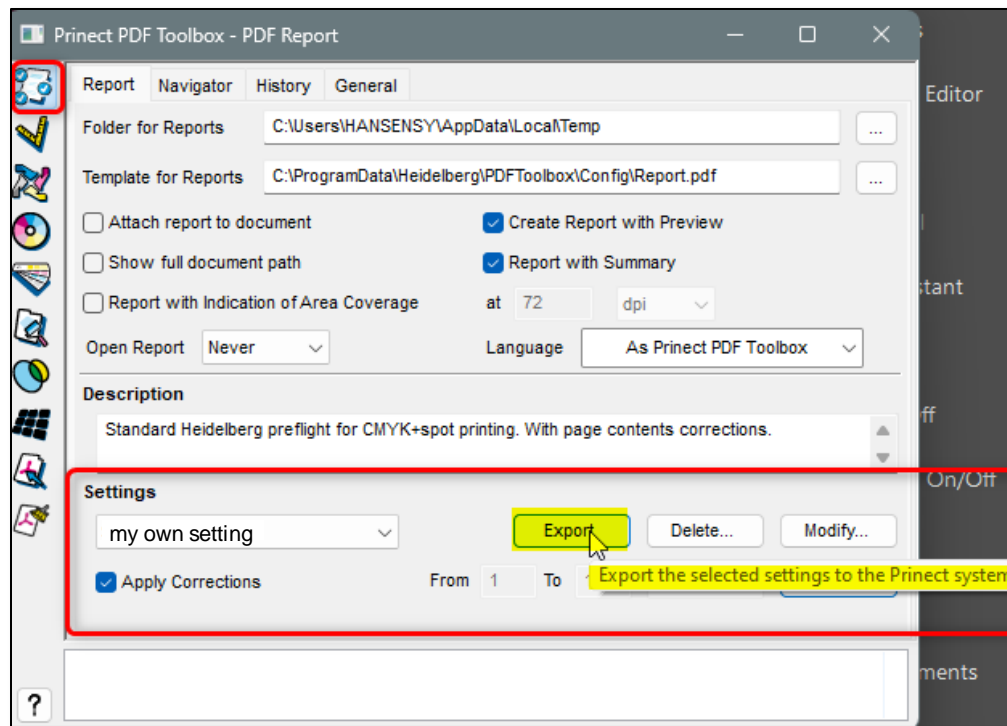 Prinect PDF Toolbox - PDF Report
Report Navigator History General
Editor
Folder for Reports C:\Users\HANSENSY\AppData\Local\Temp ...
Template for Reports C:\ProgramData\Heidelberg\PDFToolbox\Config\Report.pdf ...
Attach report to document Create Report with Preview
Show full document path Report with Summary
stant
Report with Indication of Area Coverage at 72 dpi
Open Report Never Language As Prinect PDF Toolbox
Description
ff
Standard Heidelberg preflight for CMYK+spot printing. With page contents corrections.
On/Off
Settings
my own setting Export Delete... Modify...
Apply Corrections From 1 To
Export the selected settings to the Prinect system
ments
?